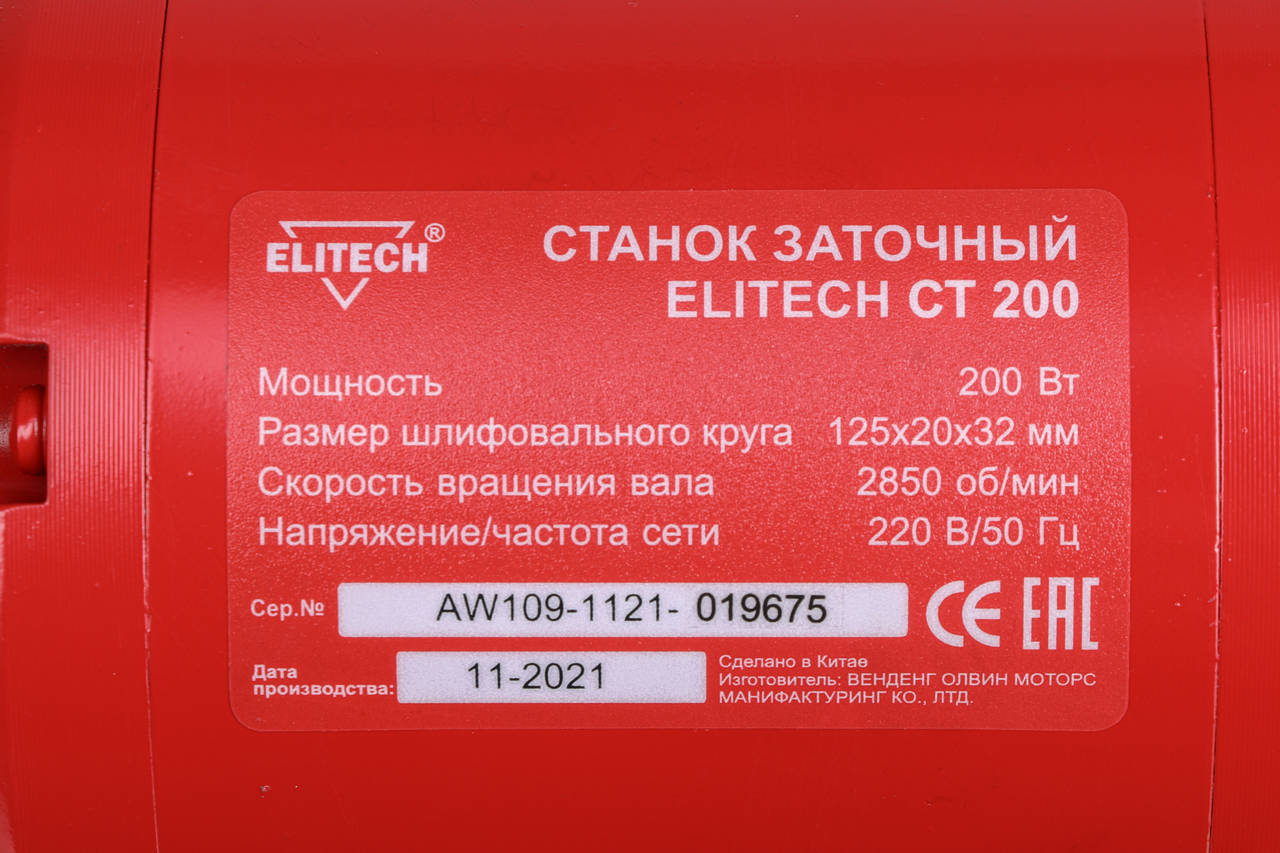 ELITECH®
СТАНОК ЗАТОЧНЫЙ
ELITECH СТ 200
Мощность 200 Вт
Размер шлифовального круга 125x20x32 мм
Скорость вращения вала 2850 об/мин
Напряжение/частота сети 220 В/50 Гц
Сер.№ AW109-1121- 019675
CE EAC
Дата
производства: 11-2021
Сделано в Китае
Изготовитель: ВЕНДЕНГ ОЛВИН МОТОРС
МАНИФАКТУРИНГ КО., ЛТД.